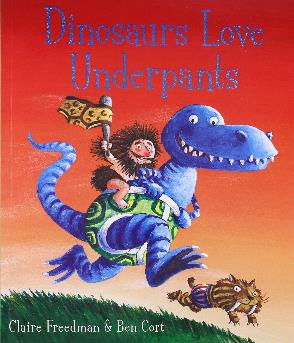 Dinosaurs Love
Underpants
Claire Freedman & Ben Cort